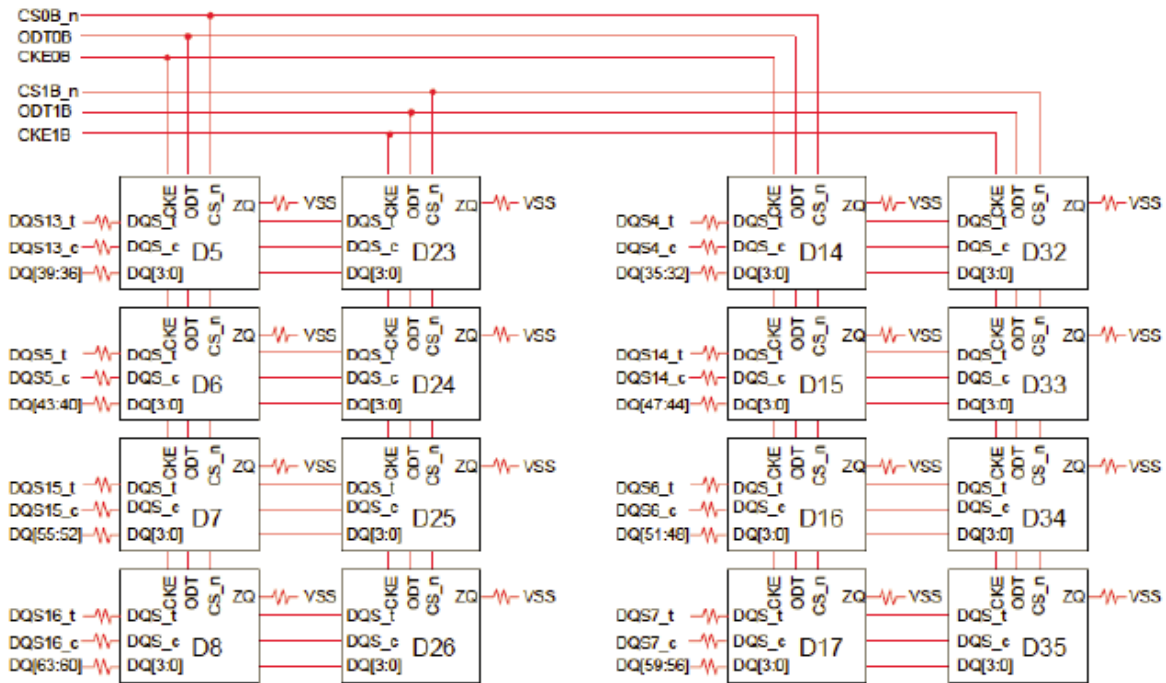 CS0B_n
ODT0B
CKE0B
CS1B_n
ODT1B
CKE1B
CKE ODT CS_n ZQ VSS CKE ODT CS_n ZQ VSS CKE ODT CS_n ZQ VSS CKE ODT CS_n ZQ VSS
DQS13_t DQS_t DQS_t DQS4_t DQS_t DQS_t
DQS13_c DQS_c D5 DQS_c D23 DQS4_c DQS_c D14 DQS_c D32
DQ[39:36] DQ[3:0] DQ[3:0] DQ[35:32] DQ[3:0] DQ[3:0]
CKE ODT CS_n ZQ VSS CKE ODT CS_n ZQ VSS CKE ODT CS_n ZQ VSS CKE ODT CS_n ZQ VSS
DQS5_t DQS_t DQS_t DQS14_t DQS_t DQS_t
DQS5_c DQS_c D6 DQS_c D24 DQS14_c DQS_c D15 DQS_c D33
DQ[43:40] DQ[3:0] DQ[3:0] DQ[47:44] DQ[3:0] DQ[3:0]
CKE ODT CS_n ZQ VSS CKE ODT CS_n ZQ VSS CKE ODT CS_n ZQ VSS CKE ODT CS_n ZQ VSS
DQS15_t DQS_t DQS_t DQS6_t DQS_t DQS_t
DQS15_c DQS_c D7 DQS_c D25 DQS6_c DQS_c D16 DQS_c D34
DQ[55:52] DQ[3:0] DQ[3:0] DQ[51:48] DQ[3:0] DQ[3:0]
CKE ODT CS_n ZQ VSS CKE ODT CS_n ZQ VSS CKE ODT CS_n ZQ VSS CKE ODT CS_n ZQ VSS
DQS16_t DQS_t DQS_t DQS7_t DQS_t DQS_t
DQS16_c DQS_c D8 DQS_c D26 DQS7_c DQS_c D17 DQS_c D35
DQ[63:60] DQ[3:0] DQ[3:0] DQ[59:56] DQ[3:0] DQ[3:0]